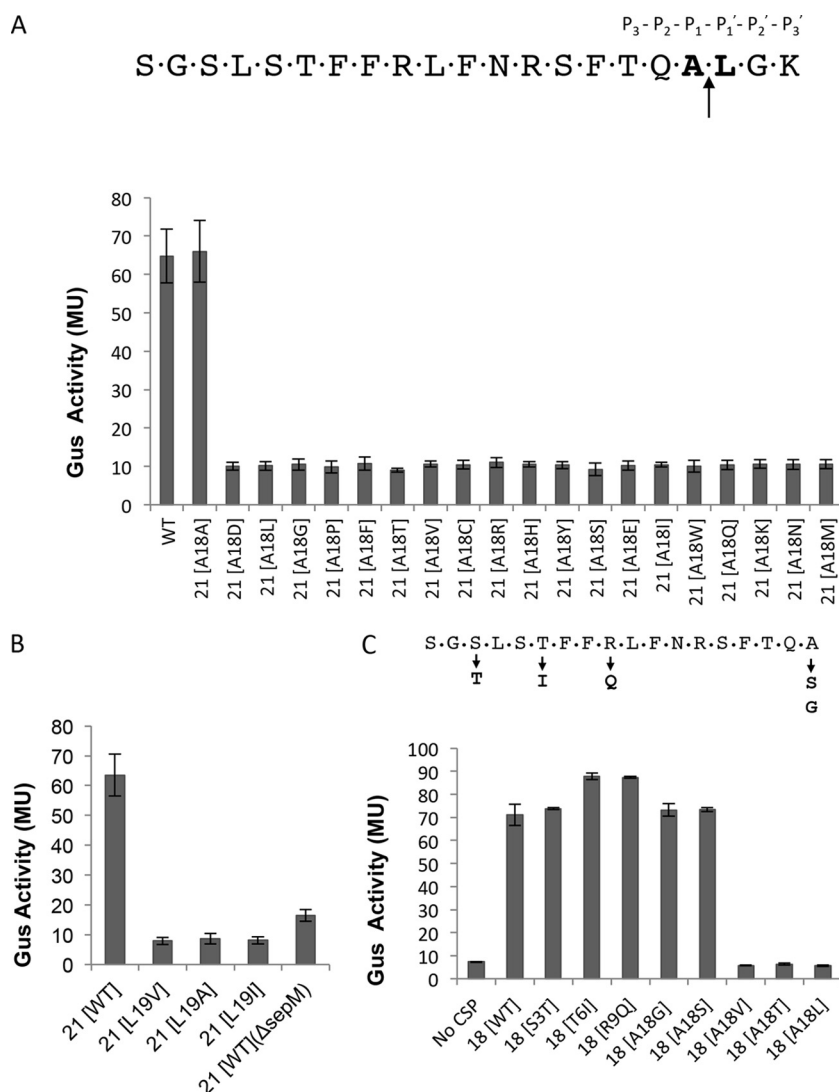 A
P3 - P2 - P1 - P1′ - P2′ - P3′
S·G·S·L·S·T·F·F·R·L·F·N·R·S·F·T·Q·A·L·G·K
Gus Activity (MU)
80
70
60
50
40
30
20
10
0
WT
21 [A18A]
21 [A18D]
21 [A18L]
21 [A18G]
21 [A18P]
21 [A18F]
21 [A18T]
21 [A18V]
21 [A18C]
21 [A18R]
21 [A18H]
21 [A18Y]
21 [A18S]
21 [A18E]
21 [A18I]
21 [A18W]
21 [A18Q]
21 [A18K]
21 [A18N]
21 [A18M]
B
Gus Activity (MU)
80
70
60
50
40
30
20
10
0
21 [WT]
21 [L19V]
21 [L19A]
21 [L19I]
21 [WT](ΔsepM)
C
S·G·S·L·S·T·F·F·R·L·F·N·R·S·F·T·Q·A
T I Q S
G
Gus Activity (MU)
100
90
80
70
60
50
40
30
20
10
0
No CSP
18 [WT]
18 [S3T]
18 [T6I]
18 [R9Q]
18 [A18G]
18 [A18S]
18 [A18V]
18 [A18T]
18 [A18L]